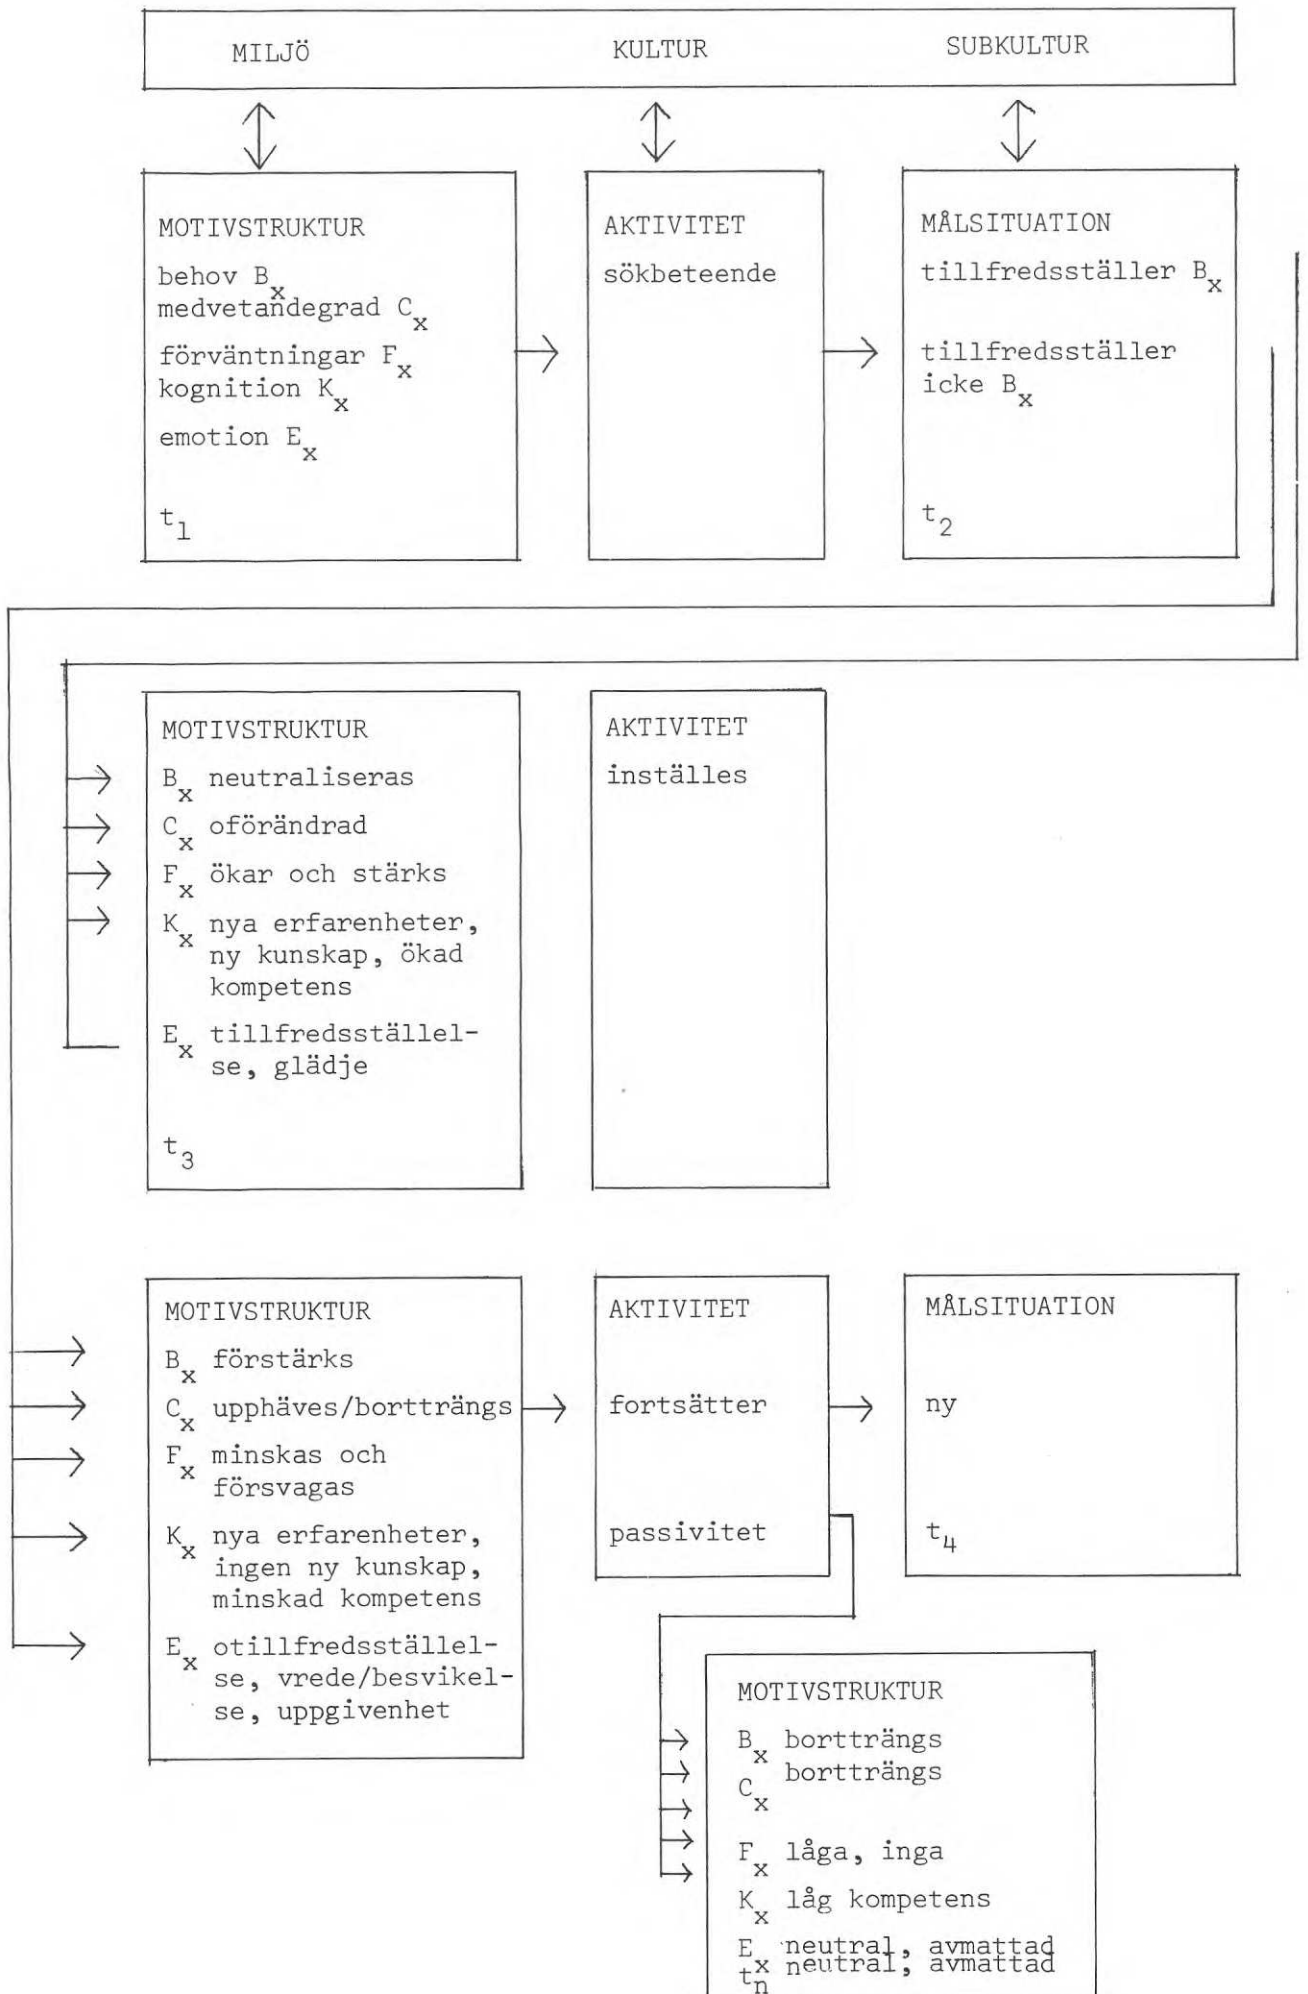 MILJÖ KULTUR SUBKULTUR
MOTIVSTRUKTUR
behov Bx
medvetandegrad Cx
förväntningar Fx
kognition Kx
emotion Ex
t1
AKTIVITET
sökbeteende
MÅLSITUATION
tillfredsställer Bx
tillfredsställer
icke Bx
t2
MOTIVSTRUKTUR
Bx neutraliseras
Cx oförändrad
Fx ökar och stärks
Kx nya erfarenheter,
ny kunskap, ökad
kompetens
Ex tillfredsställel-
se, glädje
t3
AKTIVITET
inställes
MOTIVSTRUKTUR
Bx förstärks
Cx upphäves/bortträngs
Fx minskas och
försvagas
Kx nya erfarenheter,
ingen ny kunskap,
minskad kompetens
Ex otillfredsställel-
se, vrede/besvikel-
se, uppgivenhet
AKTIVITET
fortsätter
passivitet
MÅLSITUATION
ny
t4
MOTIVSTRUKTUR
Bx bortträngs
Cx bortträngs
Fx låga, inga
Kx låg kompetens
Ex neutral, avmattad
tn neutral, avmattad